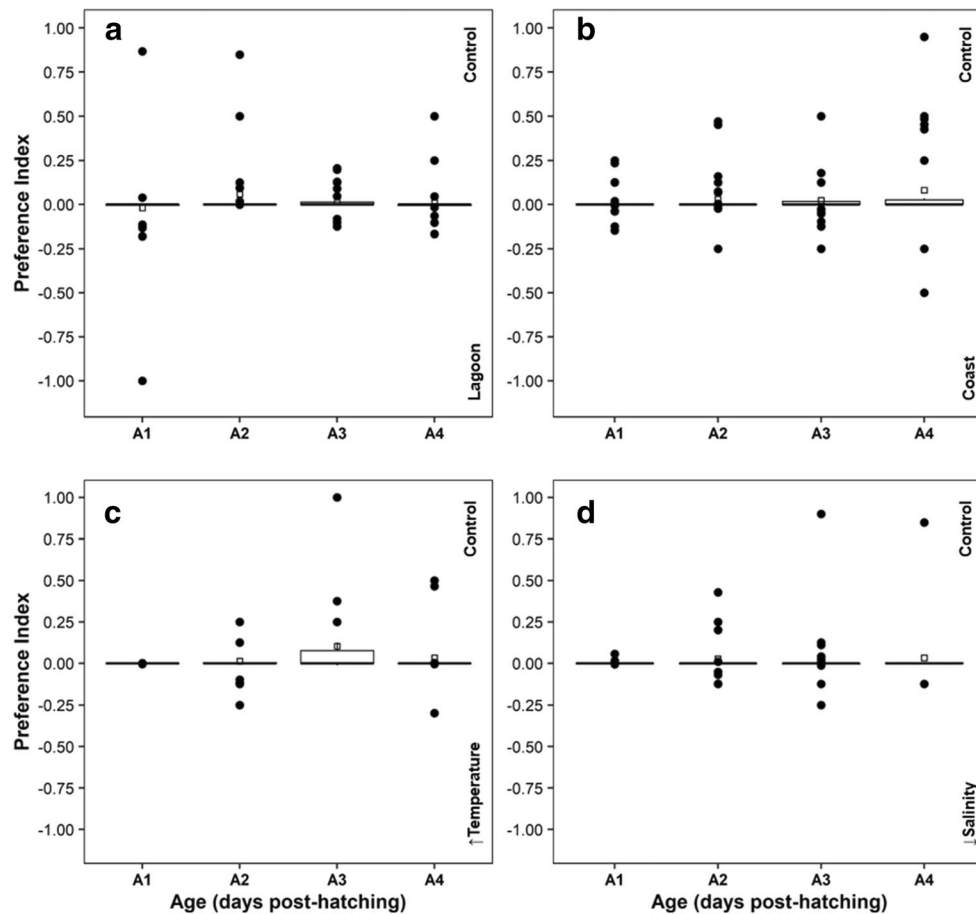 a
Control
1.00
0.75
0.50
0.25
0.00
-0.25
-0.50
-0.75
-1.00
Preference Index
Lagoon
A1 A2 A3 A4
b
Control
1.00
0.75
0.50
0.25
0.00
-0.25
-0.50
-0.75
-1.00
Coast
A1 A2 A3 A4
c
Control
1.00
0.75
0.50
0.25
0.00
-0.25
-0.50
-0.75
-1.00
Preference Index
↑Temperature
A1 A2 A3 A4
Age (days post-hatching)
d
Control
1.00
0.75
0.50
0.25
0.00
-0.25
-0.50
-0.75
-1.00
↓Salinity
A1 A2 A3 A4
Age (days post-hatching)